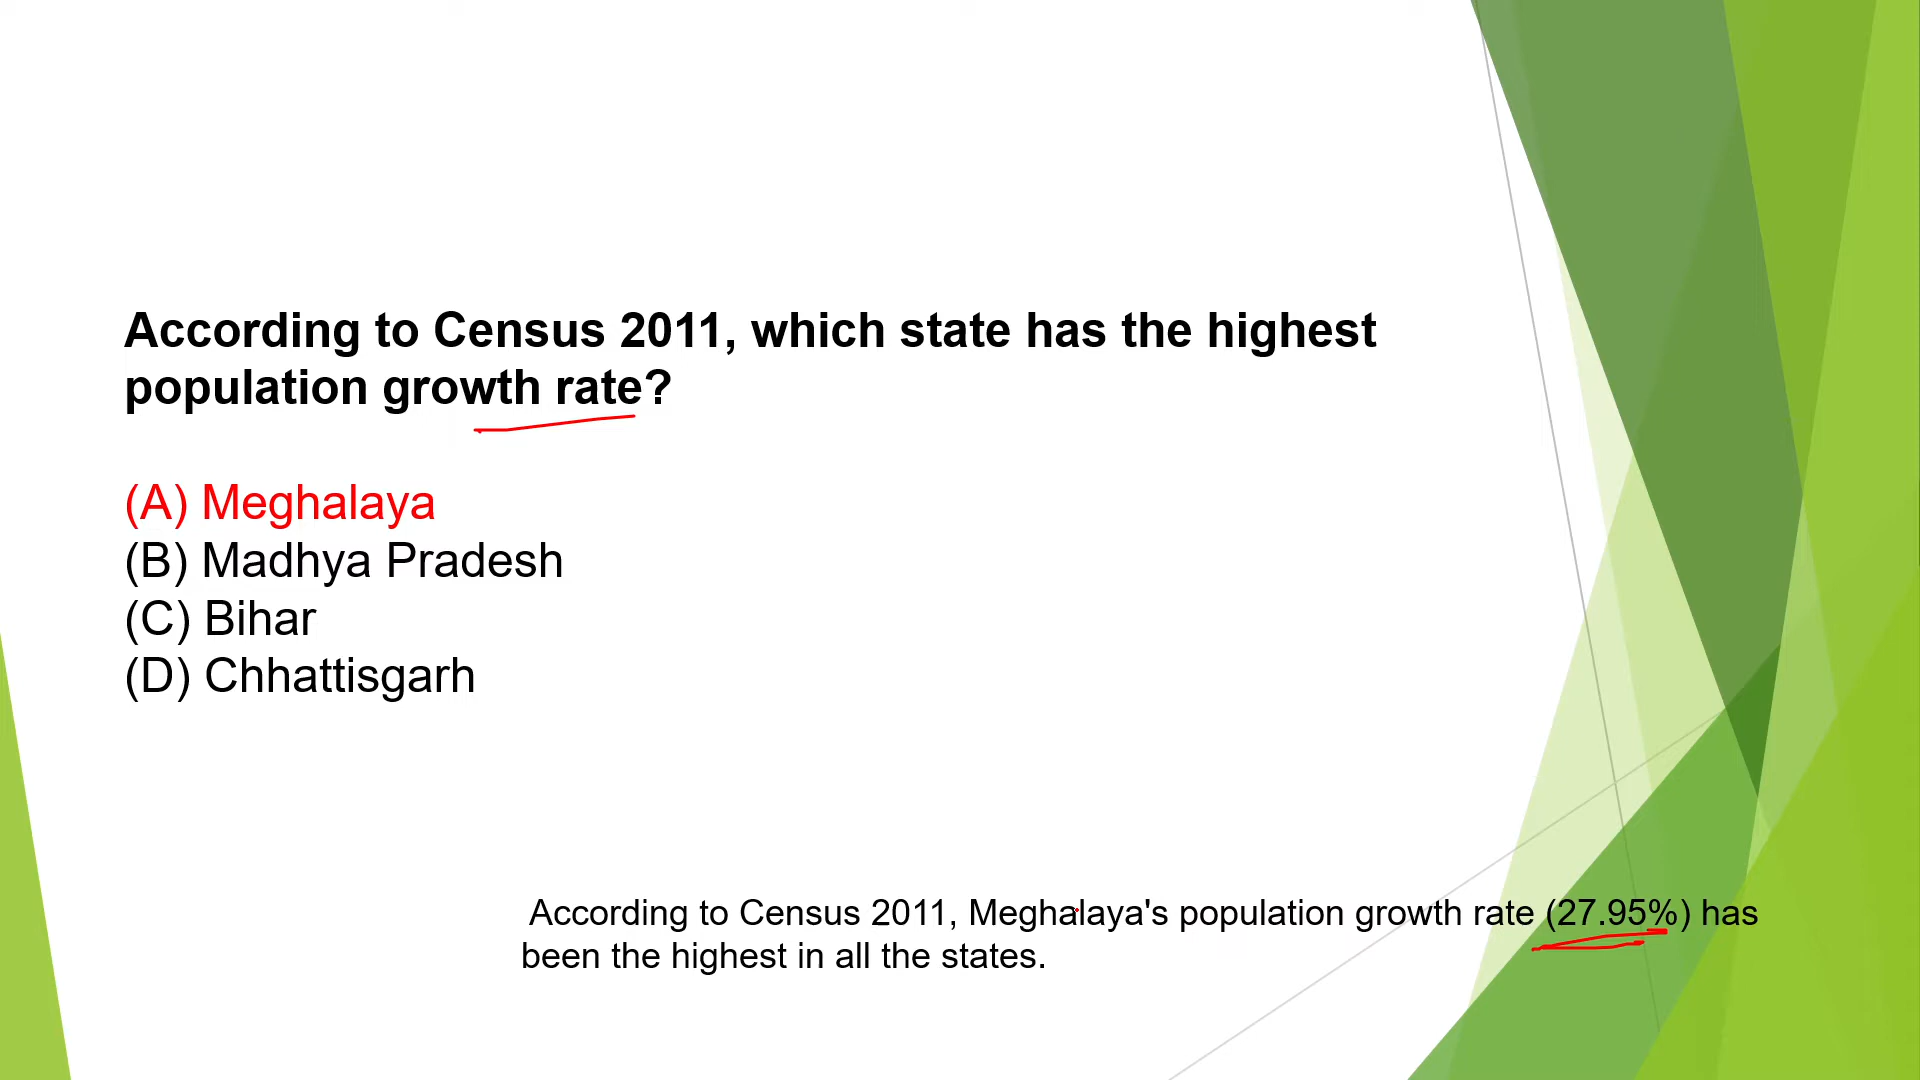 According to Census 2011, which state has the highest
population growth rate?
(A) Meghalaya
(B) Madhya Pradesh
(C) Bihar
(D) Chhattisgarh
According to Census 2011, Meghalaya's population growth rate (27.95%) has
been the highest in all the states.